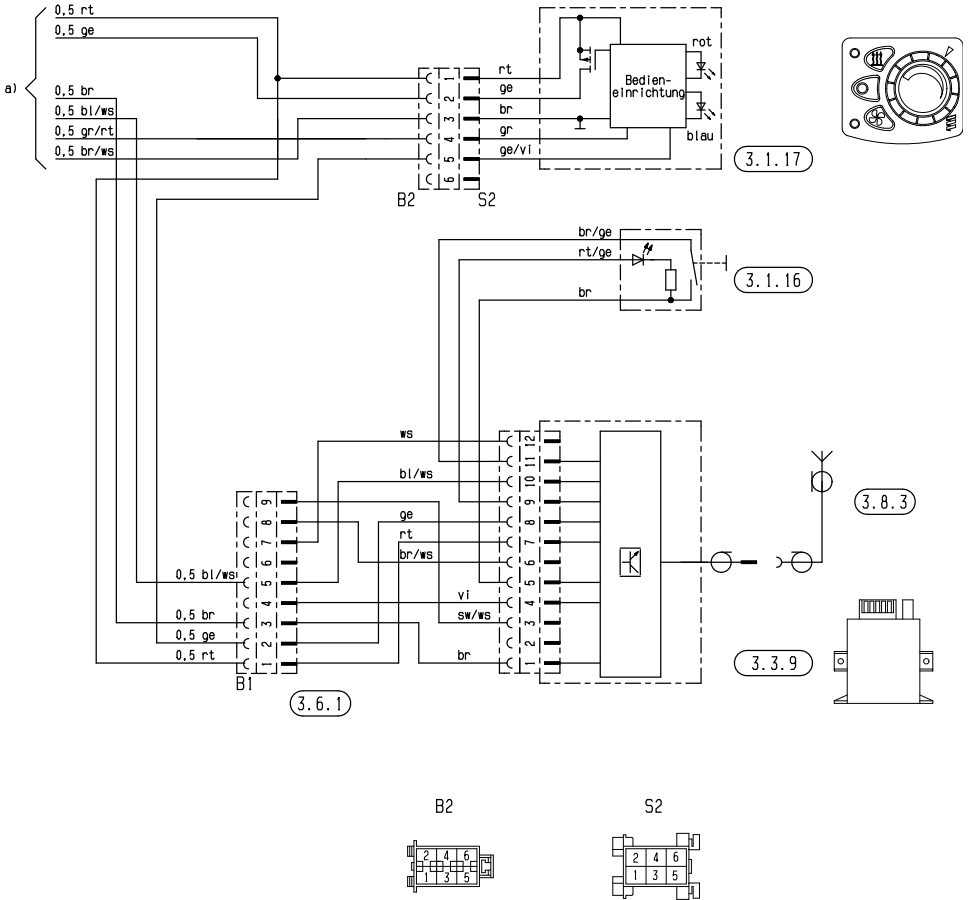 0,5 rt
0,5 ge
a)
0,5 br
0,5 bl/ws
0,5 gr/rt
0,5 br/ws
1
2
3
4
5
6
B2
S2
rt
ge
br
gr
ge/vi
Bedien-
einrichtung
rot
blau
3.1.17
br/ge
rt/ge
br
3.1.16
ws
bl/ws
ge
rt
br/ws
vi
sw/ws
br
12
11
10
9
8
7
6
5
4
3
2
1
9
8
7
6
5
4
3
2
1
0,5 bl/ws
0,5 br
0,5 ge
0,5 rt
B1
3.6.1
3.8.3
3.3.9
B2
2 4 6
1 3 5
S2
2 4 6
1 3 5